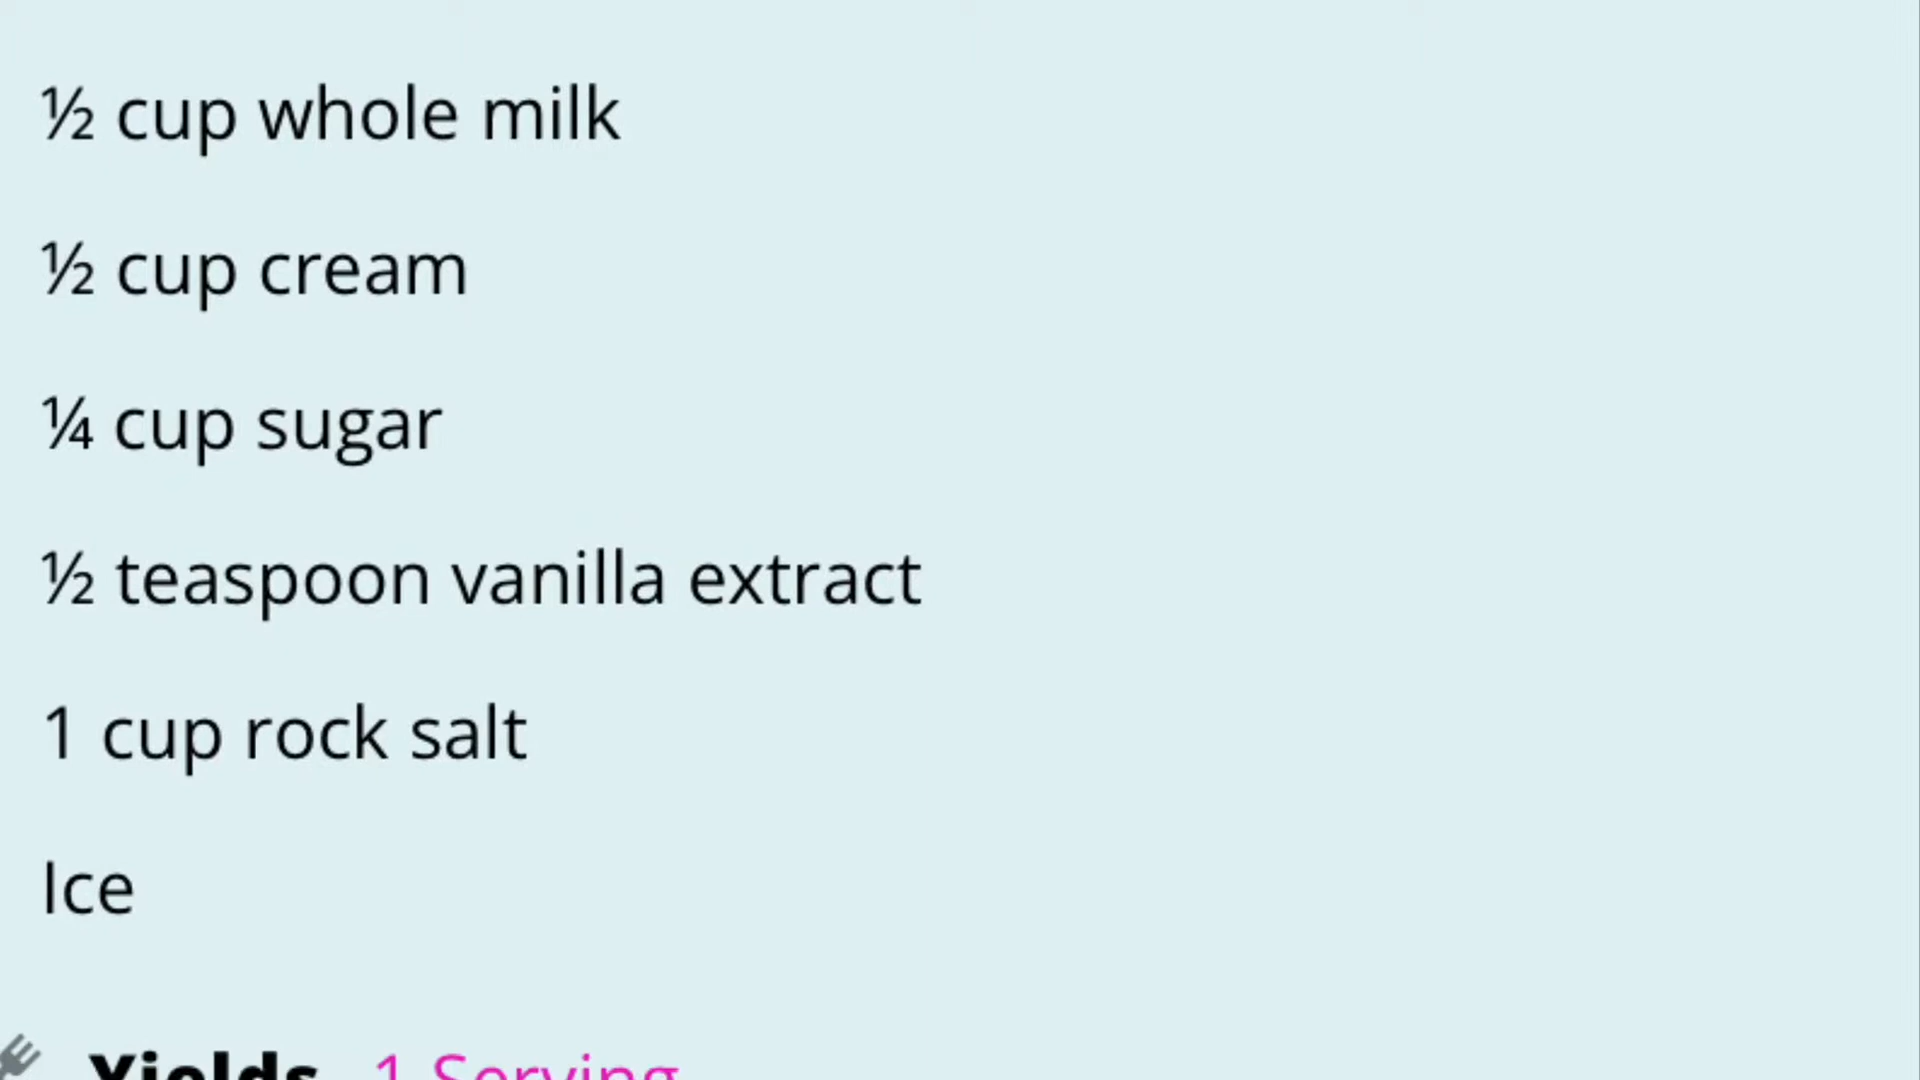 ½ cup whole milk
½ cup cream
¼ cup sugar
½ teaspoon vanilla extract
1 cup rock salt
Ice
Yields 1 Serving